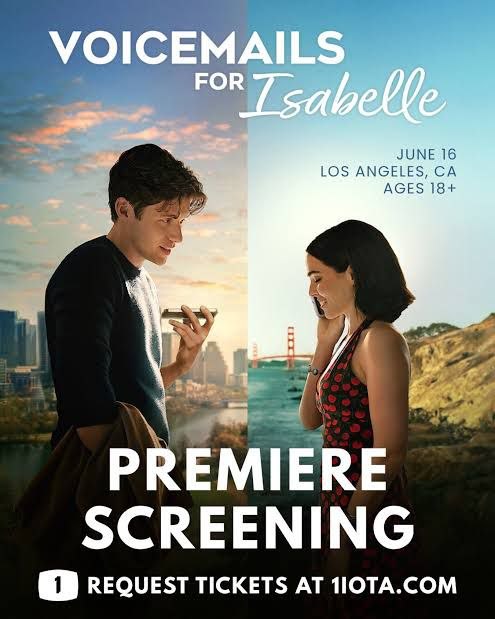 VOICEMAILS
FOR Isabelle
JUNE 16
LOS ANGELES, CA
AGES 18+
PREMIERE
SCREENING
1 REQUEST TICKETS AT 1IOTA.COM